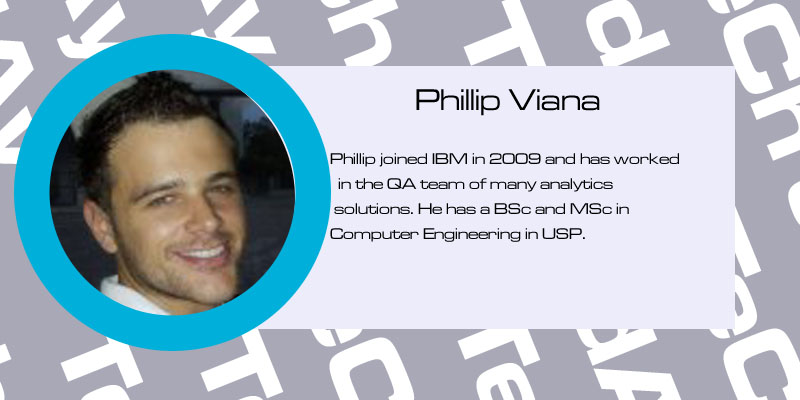 Phillip Viana
Phillip joined IBM in 2009 and has worked
in the QA team of many analytics
solutions. He has a BSc and MSc in
Computer Engineering in USP.